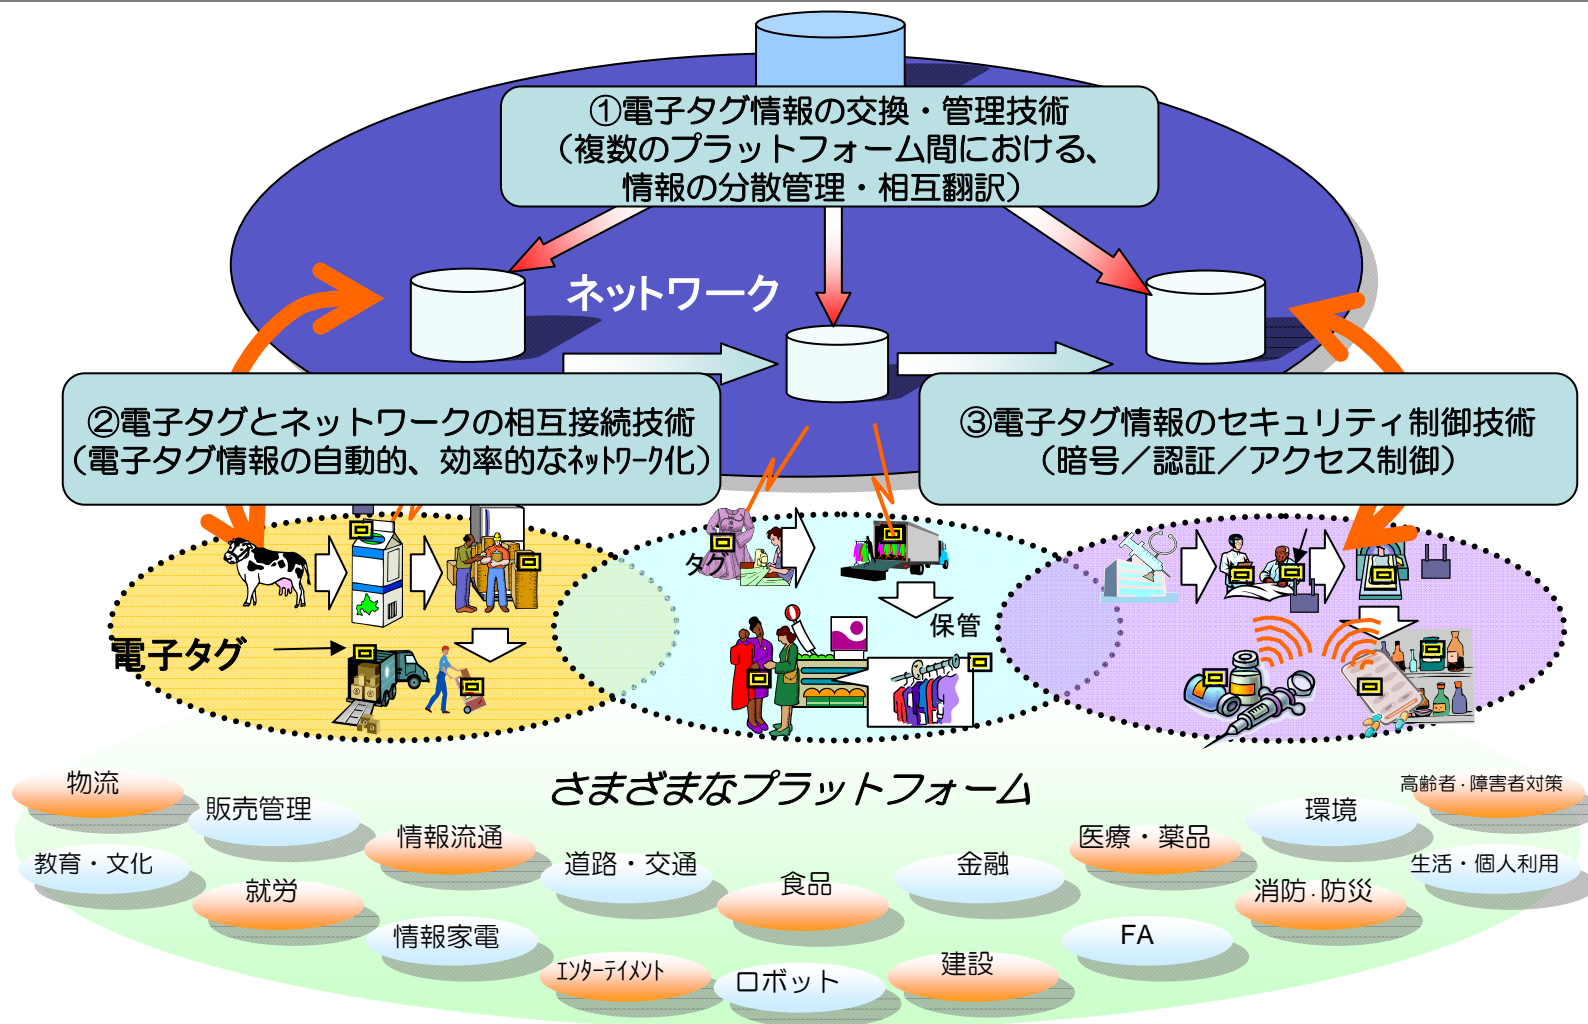 ①電子タグ情報の交換・管理技術
（複数のプラットフォーム間における、
情報の分散管理・相互翻訳）
ネットワーク
②電子タグとネットワークの相互接続技術
（電子タグ情報の自動的、効率的なﾈｯﾄﾜｰｸ化）
③電子タグ情報のセキュリティ制御技術
（暗号／認証／アクセス制御）
タグ
保管
電子タグ
さまざまなプラットフォーム
物流
販売管理
情報流通
道路・交通
食品
金融
医療・薬品
環境
高齢者・障害者対策
教育・文化
就労
情報家電
ｴﾝﾀｰﾃｲﾒﾝﾄ
ロボット
建設
FA
消防・防災
生活・個人利用